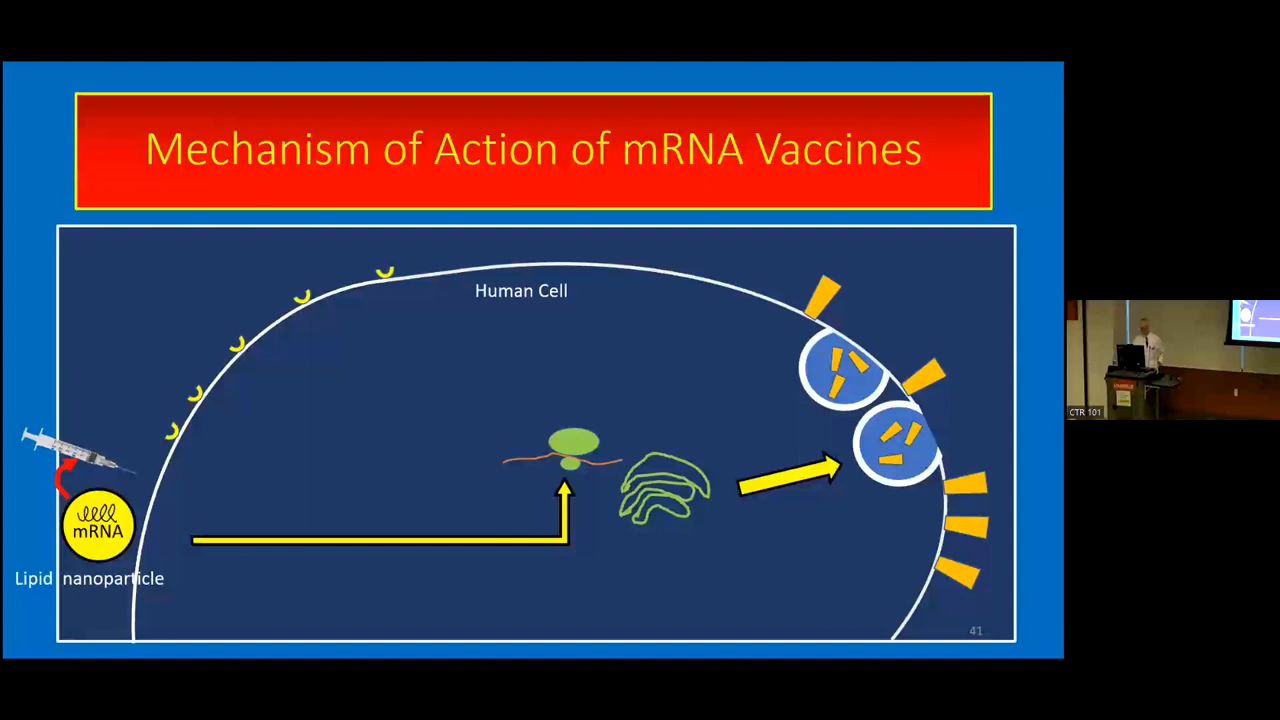 Mechanism of Action of mRNA Vaccines
Human Cell
mRNA
Lipid nanoparticle
41
CTR 101